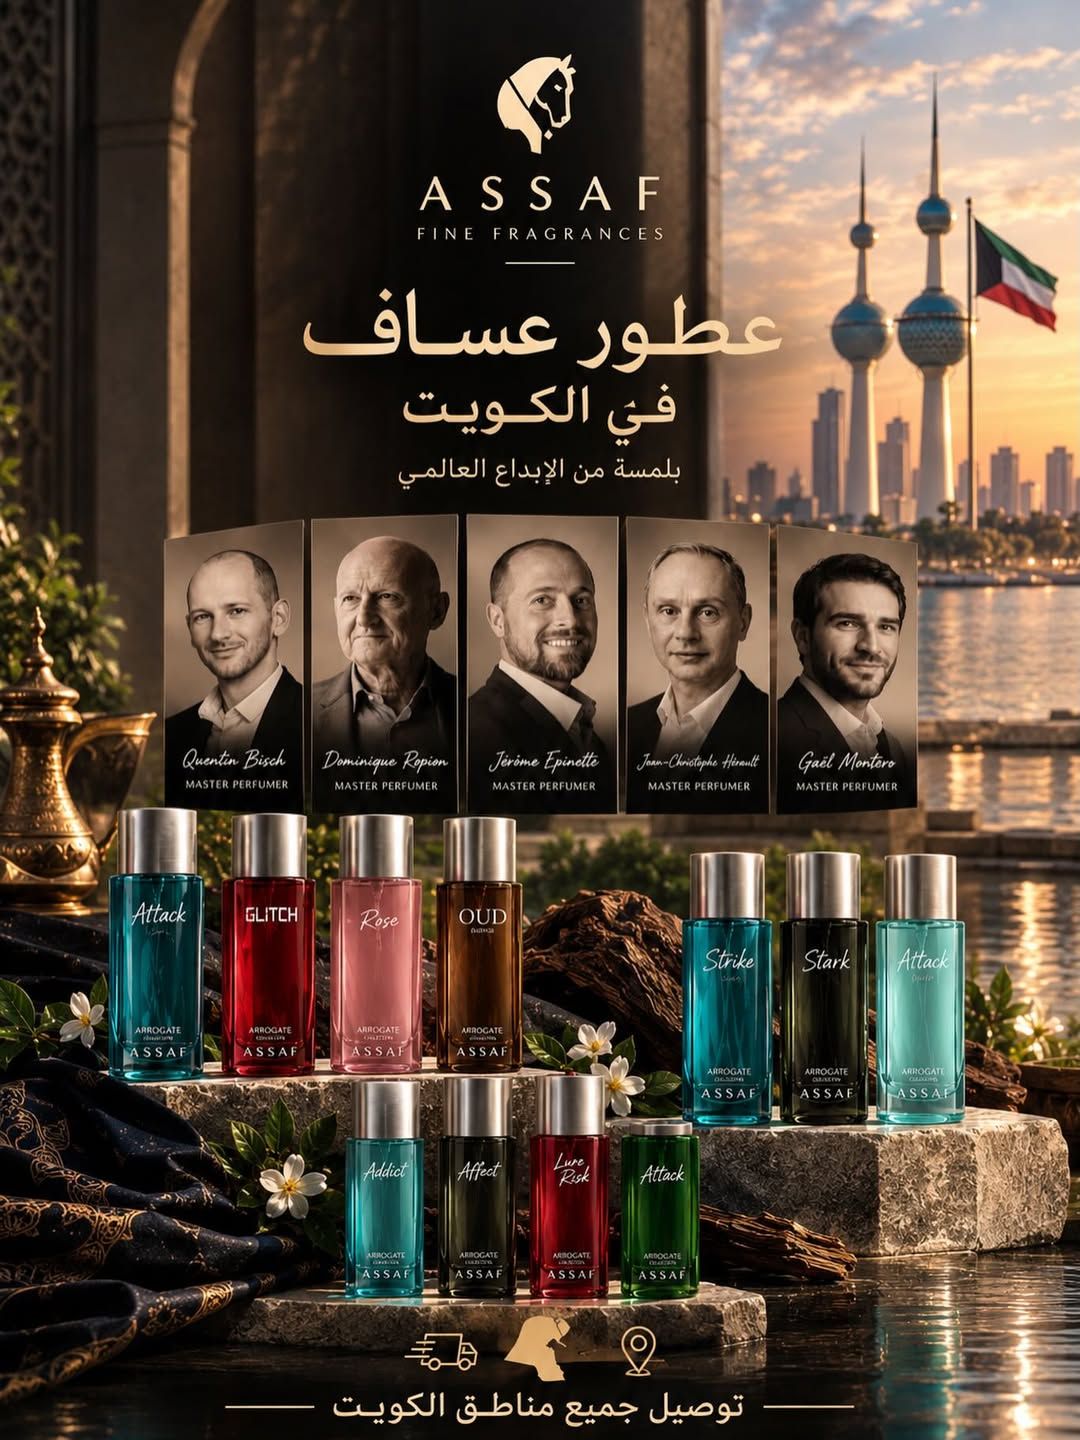 ASSAF
FINE FRAGRANCES
عطور عساف
في الكويت
بلمسة من الإبداع العالمي
Quentin Bisch
MASTER PERFUMER
Dominique Ropion
MASTER PERFUMER
Jérôme Epinette
MASTER PERFUMER
Jean-Christophe Hérault
MASTER PERFUMER
Gaël Montero
MASTER PERFUMER
Attack
ARROGATE
ASSAF
GLITCH
ARROGATE
ASSAF
Rose
ARROGATE
ASSAF
OUD
ARROGATE
ASSAF
Strike
ARROGATE
ASSAF
Stark
ARROGATE
ASSAF
Attack
ARROGATE
ASSAF
Addict
ARROGATE
ASSAF
Affect
ARROGATE
ASSAF
Lure
Risk
ARROGATE
ASSAF
Attack
ARROGATE
ASSAF
توصيل جميع مناطق الكويت